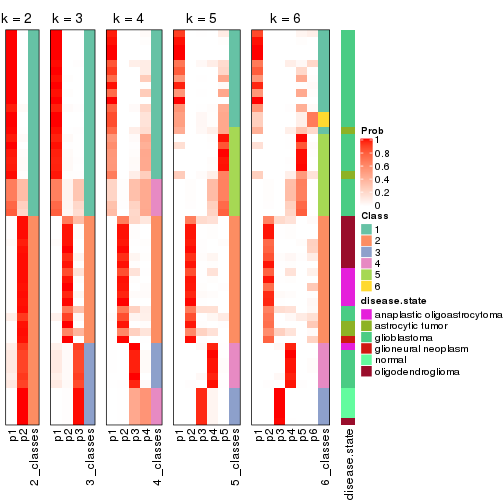 k = 2 k = 3 k = 4 k = 5 k = 6
Prob
1
0.8
0.6
0.4
0.2
0
Class
1
2
3
4
5
6
disease.state
anaplastic oligoastrocytoma
astrocytic tumor
glioblastoma
glioneural neoplasm
normal
oligodendroglioma
p1 p2 2_classes p1 p2 p3 3_classes p1 p2 p3 p4 4_classes p1 p2 p3 p4 p5 5_classes p1 p2 p3 p4 p5 p6 6_classes disease.state